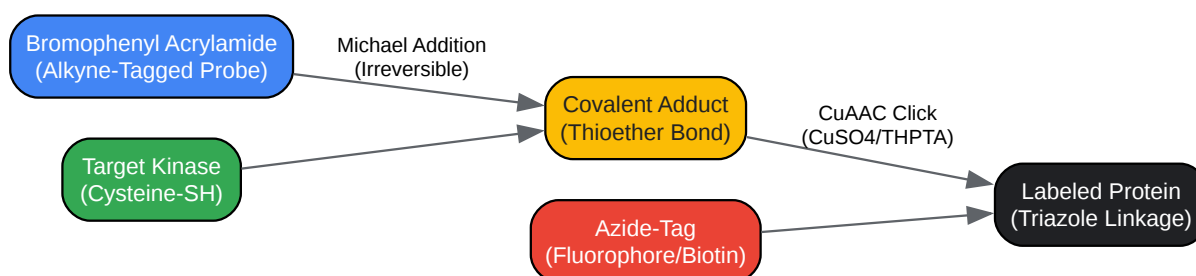 Bromophenyl Acrylamide
(Alkyne-Tagged Probe)
Michael Addition
(Irreversible)
Target Kinase
(Cysteine-SH)
Covalent Adduct
(Thioether Bond)
CuAAC Click
(CuSO4/THPTA)
Azide-Tag
(Fluorophore/Biotin)
Labeled Protein
(Triazole Linkage)